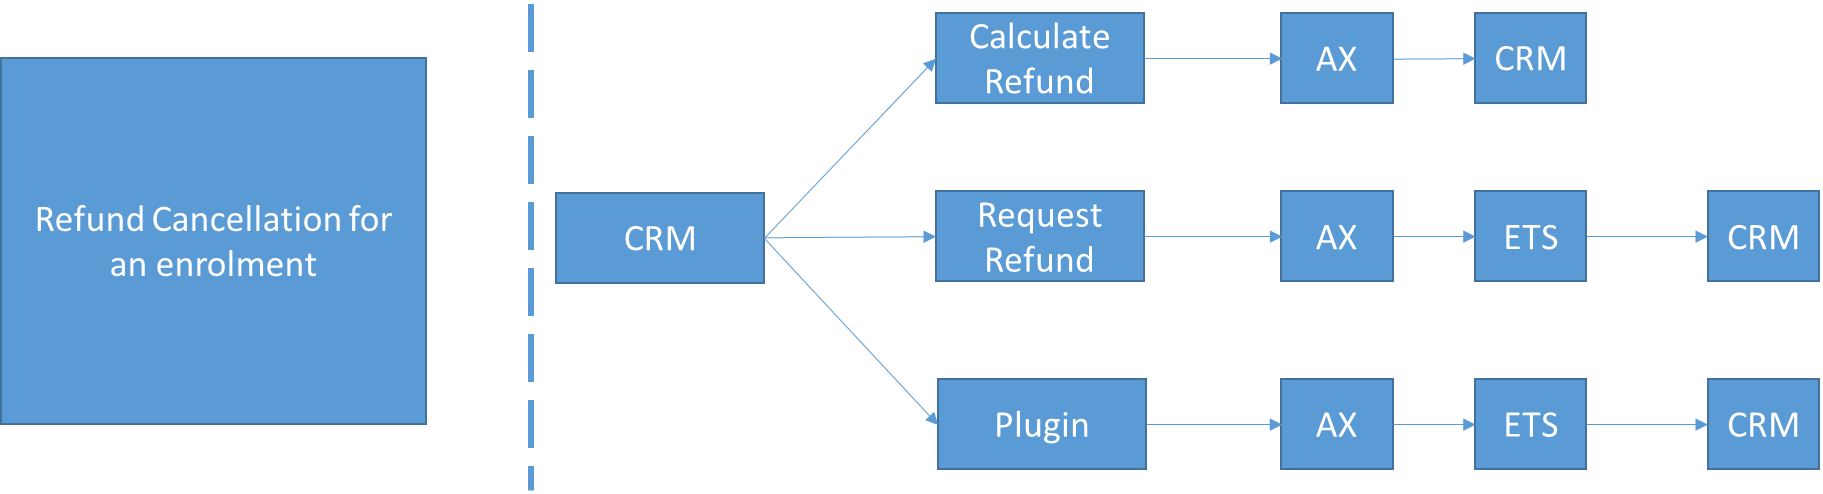 Refund Cancellation for
an enrolment
CRM
Calculate
Refund
AX
CRM
Request
Refund
AX
ETS
CRM
Plugin
AX
ETS
CRM